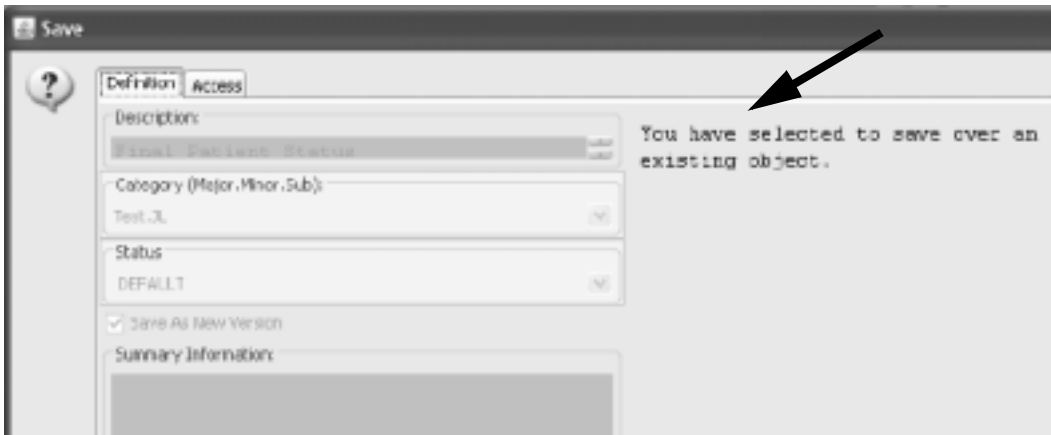 Save
Definition Access
Description:
Final Patient Status
You have selected to save over an
existing object.
Category (Major.Minor.Sub):
Test.JL
Status
DEFAULT
Save As New Version
Summary Information: